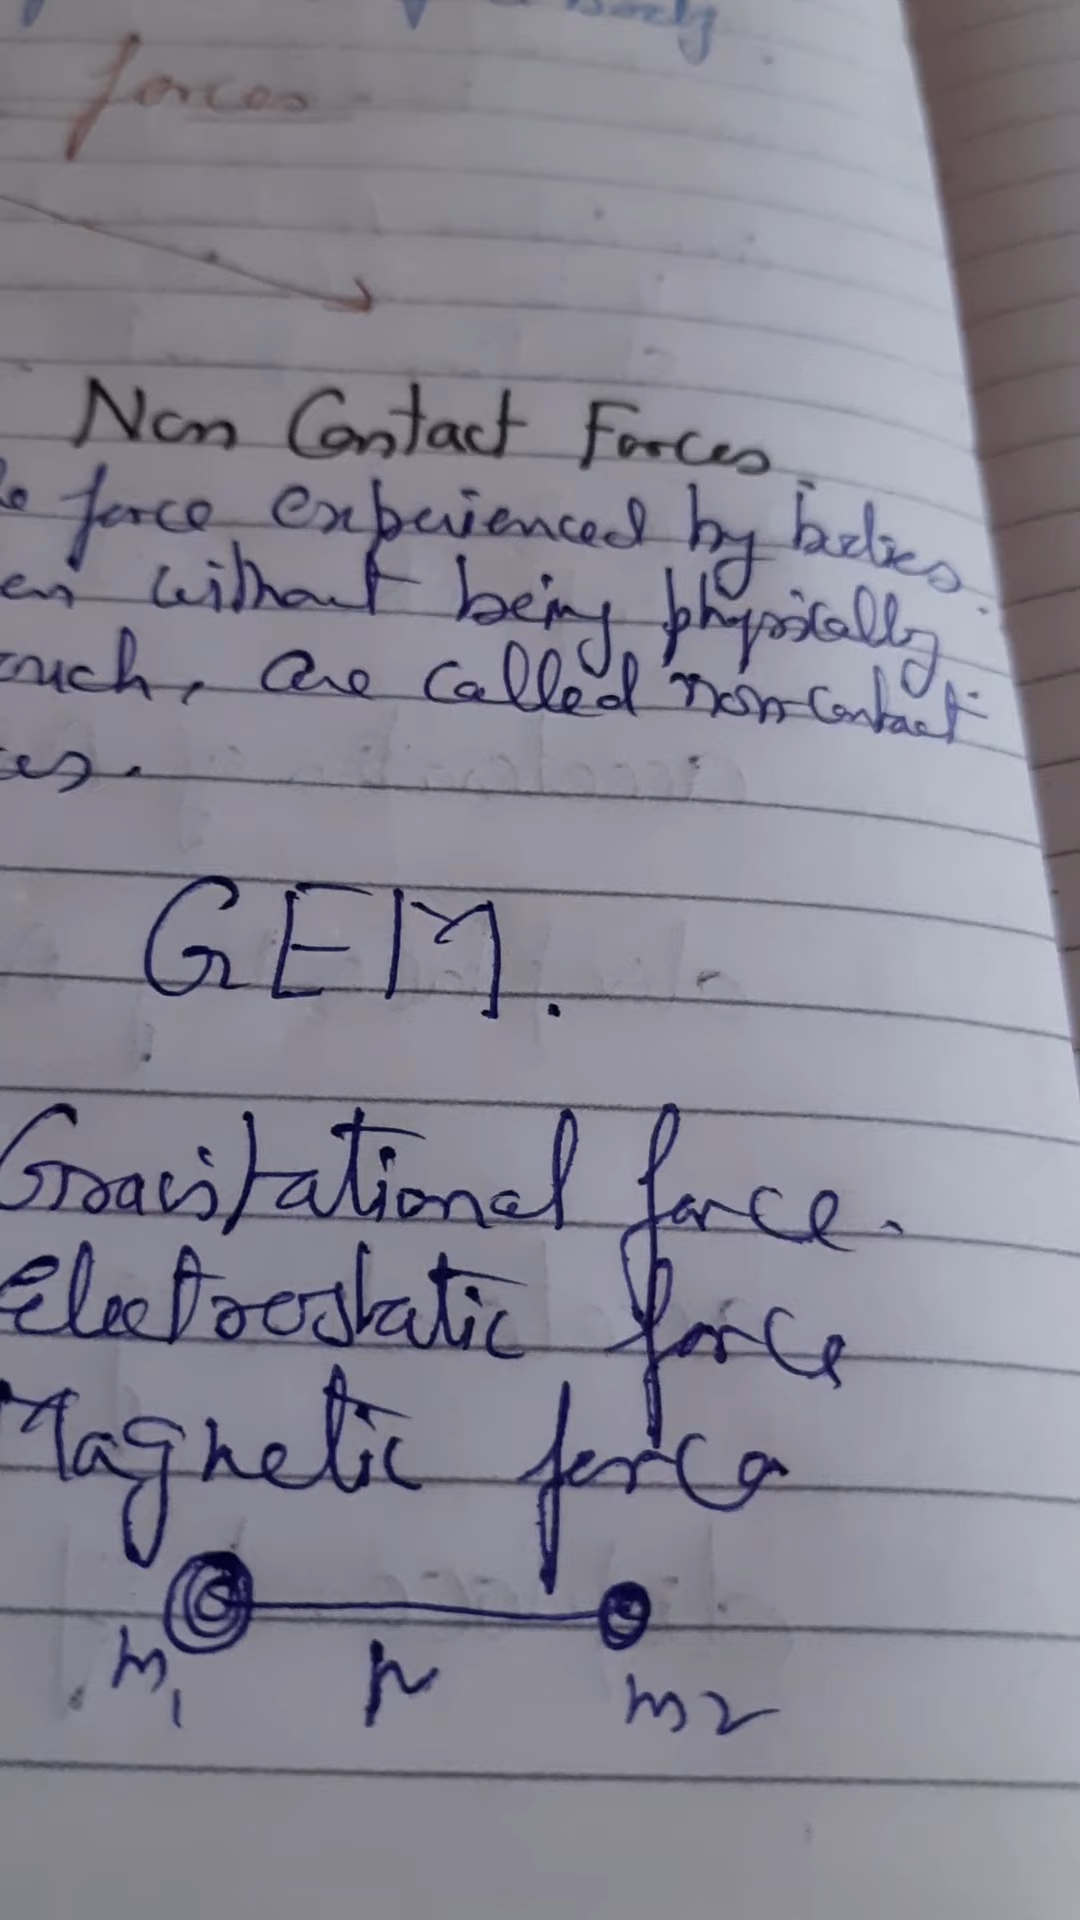 body
forces
Non Contact Forces
force experienced by bodies
without being physically
are called non-contact
GEM.
Gravitational force.
Electrostatic force
Magnetic force
m1 r m2